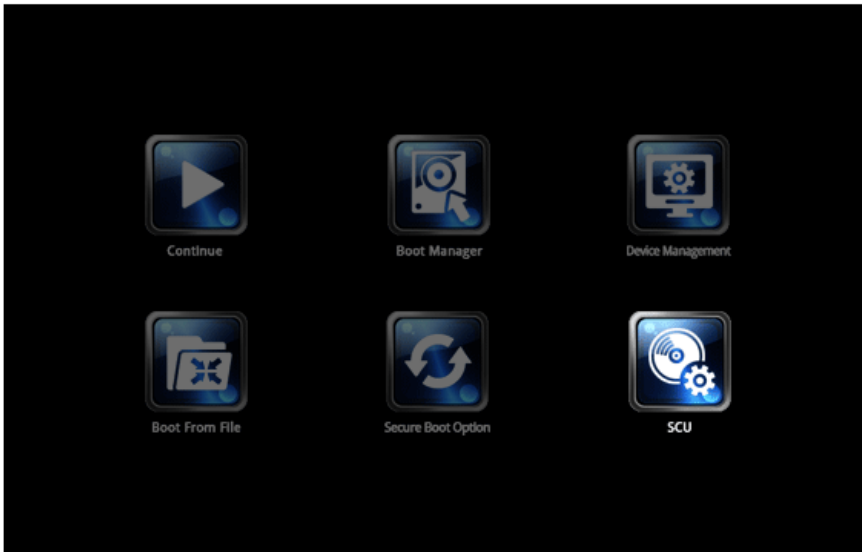 Continue
Boot Manager
Device Management
Boot From File
Secure Boot Option
SCU